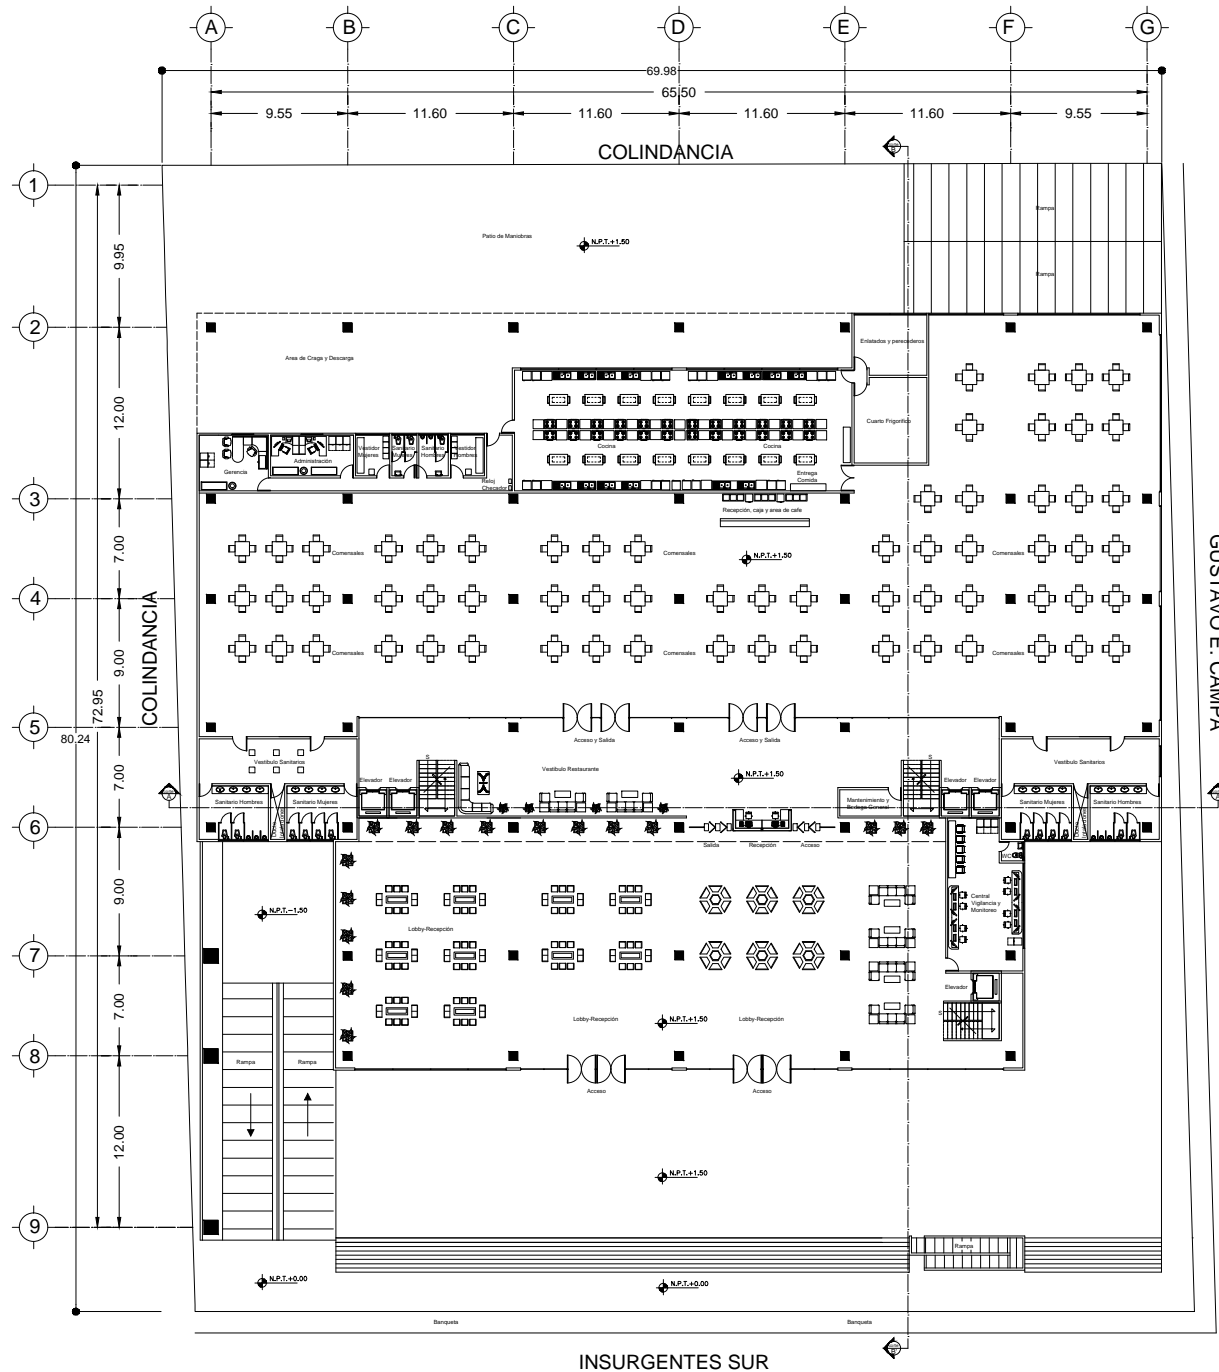 A B C D E F G
69.98
65.50
9.55 11.60 11.60 11.60 11.60 9.55
COLINDANCIA
1
Rampa
Patio de Maniobras
N.P.T.+1.50
9.95
Rampa
2
Enlatados y perecederos
Area de Craga y Descarga
12.00
Cuarto Frigorifico
Cocina Cocina
Vestidor Mujeres
Sanitario Mujeres
Sanitario Hombres
Vestidor Hombres
Administración
Gerencia
Entrega Comida
Reloj Checador
3
Recepción, caja y area de cafe
7.00
Comensales Comensales Comensales
N.P.T.+1.50
GUSTAVO E. CAMPA
4
COLINDANCIA
9.00
Comensales Comensales Comensales
72.95
80.24
5
Acceso y Salida Acceso y Salida
Vestibulo Sanitarios
S
Vestibulo Restaurante
N.P.T.+1.50
S
Vestibulo Sanitarios
7.00
Elevador Elevador
Elevador Elevador
Sanitario Hombres Sanitario Mujeres
Mantenimiento y
Bodega General
Sanitario Mujeres Sanitario Hombres
6
Salida Recepción Acceso
WC
9.00
Central
Vigilancia y
Monitoreo
N.P.T.-1.50
Lobby-Recepción
7
Elevador
7.00
Lobby-Recepción
N.P.T.+1.50
Lobby-Recepción
S
8
Rampa Rampa
Acceso Acceso
12.00
N.P.T.+1.50
9
Rampa
N.P.T.+0.00
N.P.T.+0.00
Banqueta Banqueta
INSURGENTES SUR